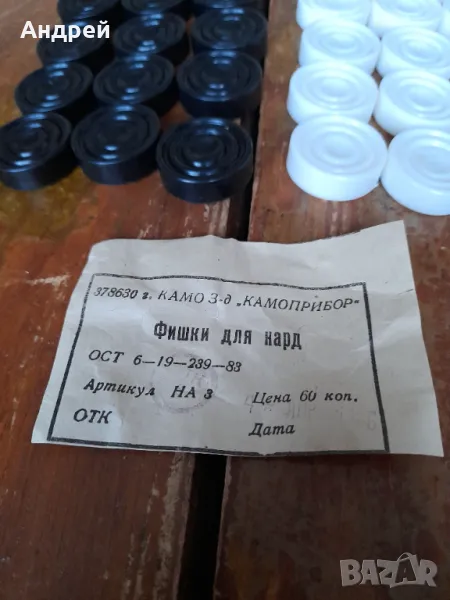 Андрей
378630 г. КАМО З-д „КАМОПРИБОР“
Фишки для нард
ОСТ 6—19—239—83
Артикул НА 3 Цена 60 коп.
ОТК Дата
BAZAR